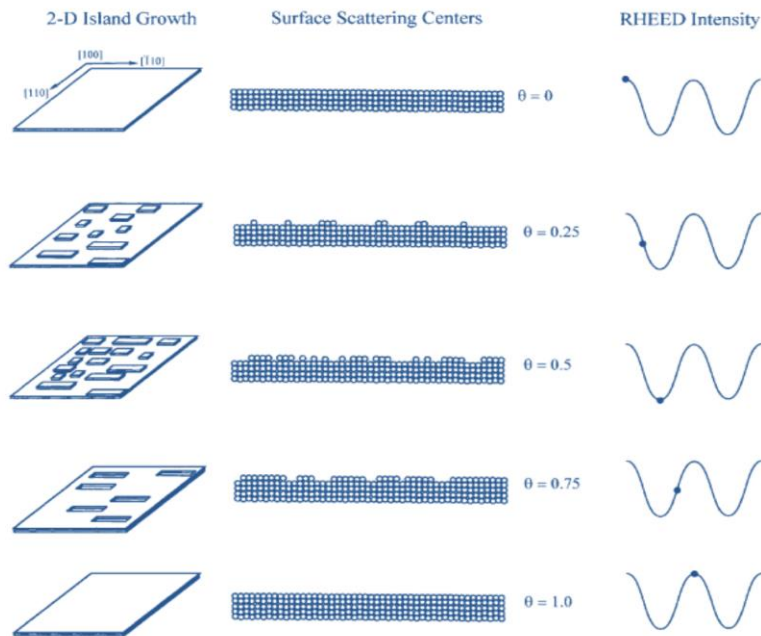 2-D Island Growth Surface Scattering Centers RHEED Intensity
[100]
[1̄10]
[110]
θ = 0
θ = 0.25
θ = 0.5
θ = 0.75
θ = 1.0